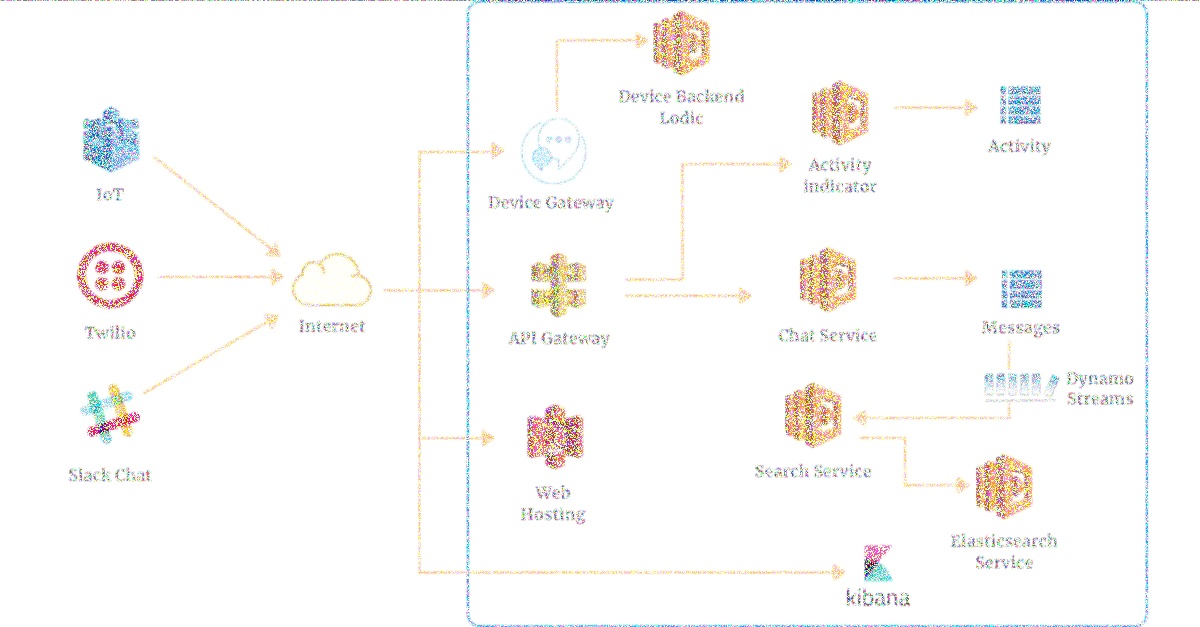 Device Backend
Lodic
Activity
Activity
indicator
IoT
Device Gateway
Twilio
Internet
API Gateway
Chat Service
Messages
Dynamo
Streams
Slack Chat
Search Service
Web
Hosting
Elasticsearch
Service
kibana